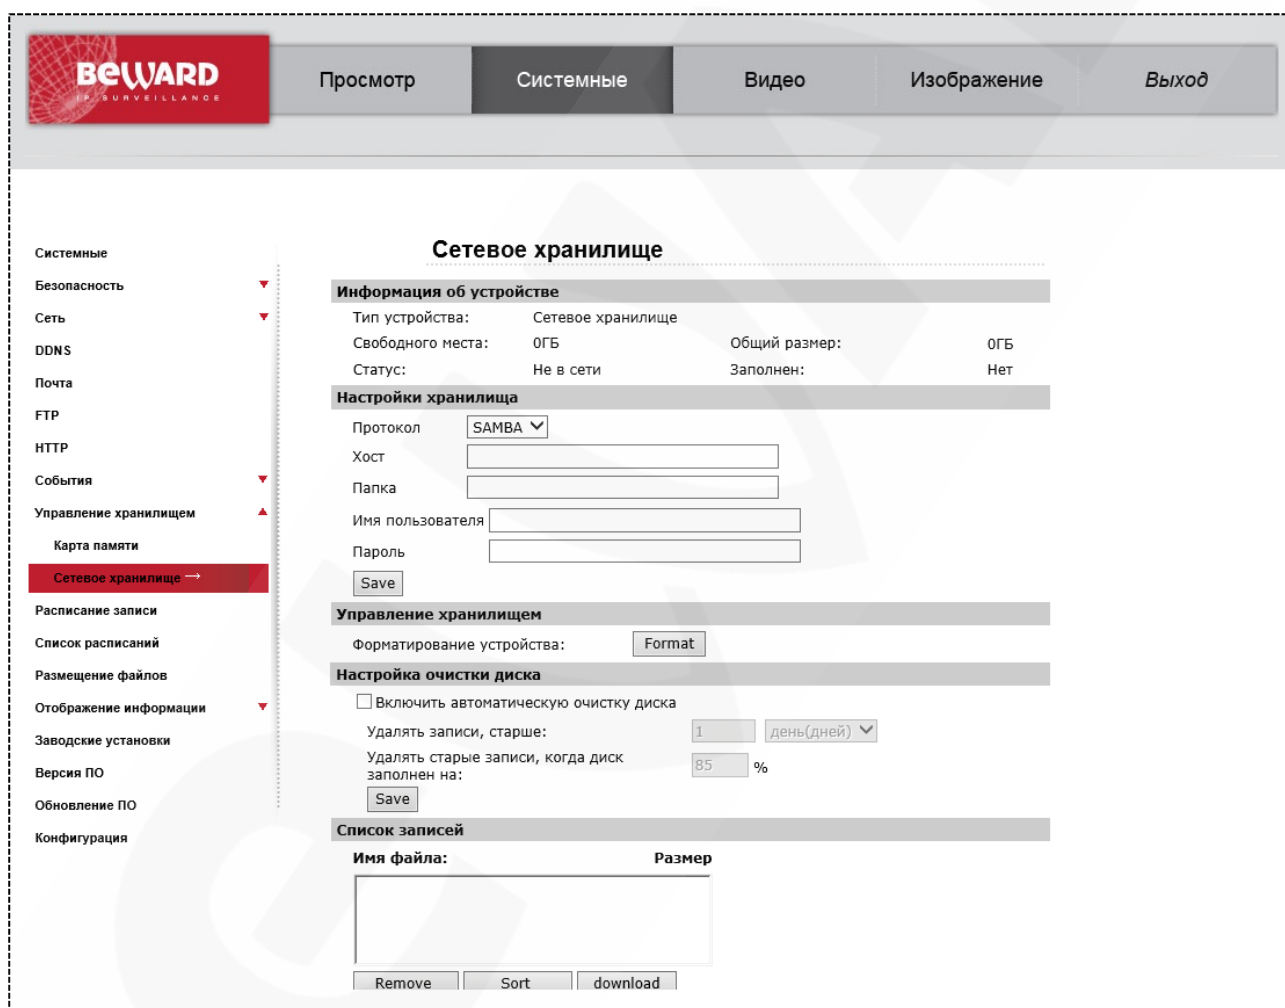 BEWARD
IP SURVEILLANCE
Просмотр Системные Видео Изображение Выход
Системные
Безопасность
Сеть
DDNS
Почта
FTP
HTTP
События
Управление хранилищем
Карта памяти
Сетевое хранилище →
Расписание записи
Список расписаний
Размещение файлов
Отображение информации
Заводские установки
Версия ПО
Обновление ПО
Конфигурация
Сетевое хранилище
Информация об устройстве
Тип устройства: Сетевое хранилище
Свободного места: 0ГБ Общий размер: 0ГБ
Статус: Не в сети Заполнен: Нет
Настройки хранилища
Протокол SAMBA
Хост
Папка
Имя пользователя
Пароль
Save
Управление хранилищем
Форматирование устройства: Format
Настройка очистки диска
Включить автоматическую очистку диска
Удалять записи, старше: 1 день(дней)
Удалять старые записи, когда диск
заполнен на: 85 %
Save
Список записей
Имя файла: Размер
Remove Sort download